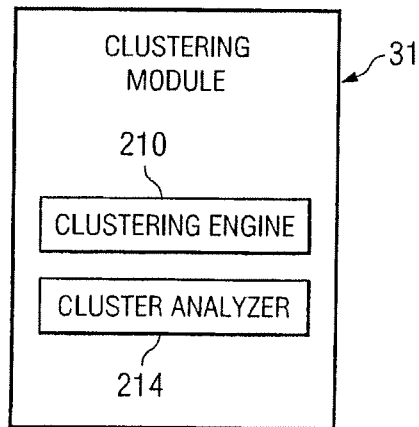 CLUSTERING
MODULE
31
210
CLUSTERING ENGINE
CLUSTER ANALYZER
214